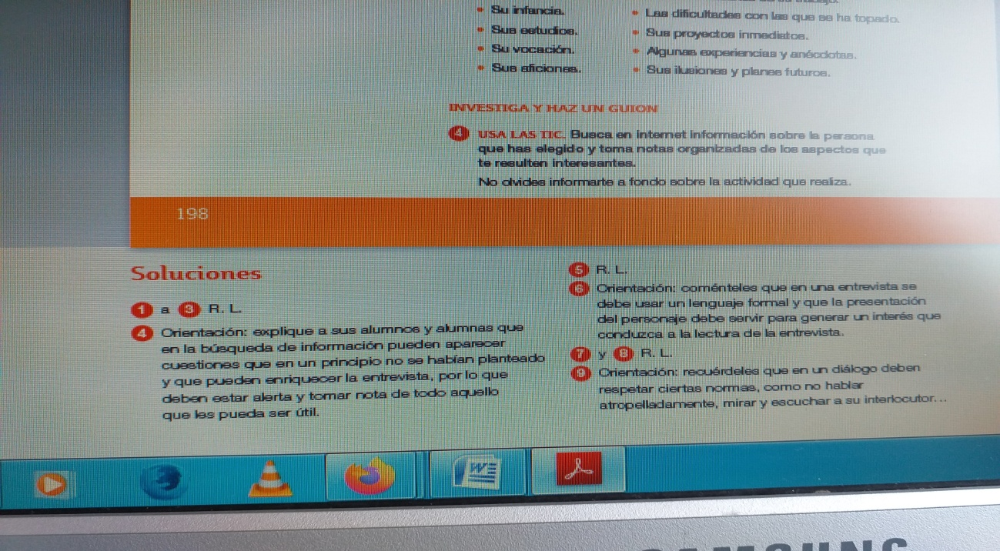 Su infancia.
Sus estudios.
Su vocación.
Sus aficiones.
Las dificultades con las que se ha topado.
Sus proyectos inmediatos.
Algunas experiencias y anécdotas.
Sus ilusiones y planes futuros.
INVESTIGA Y HAZ UN GUION
4 USA LAS TIC. Busca en internet información sobre la persona
que has elegido y toma notas organizadas de los aspectos que
te resulten interesantes.
No olvides informarte a fondo sobre la actividad que realiza.
198
Soluciones
1 a 3 R. L.
4 Orientación: explique a sus alumnos y alumnas que
en la búsqueda de información pueden aparecer
cuestiones que en un principio no se habían planteado
y que pueden enriquecer la entrevista, por lo que
deben estar alerta y tomar nota de todo aquello
que les pueda ser útil.
5 R. L.
6 Orientación: coménteles que en una entrevista se
debe usar un lenguaje formal y que la presentación
del personaje debe servir para generar un interés que
conduzca a la lectura de la entrevista.
7 y 8 R. L.
9 Orientación: recuérdeles que en un diálogo deben
respetar ciertas normas, como no hablar
atropelladamente, mirar y escuchar a su interlocutor...
W
SAMSUNG